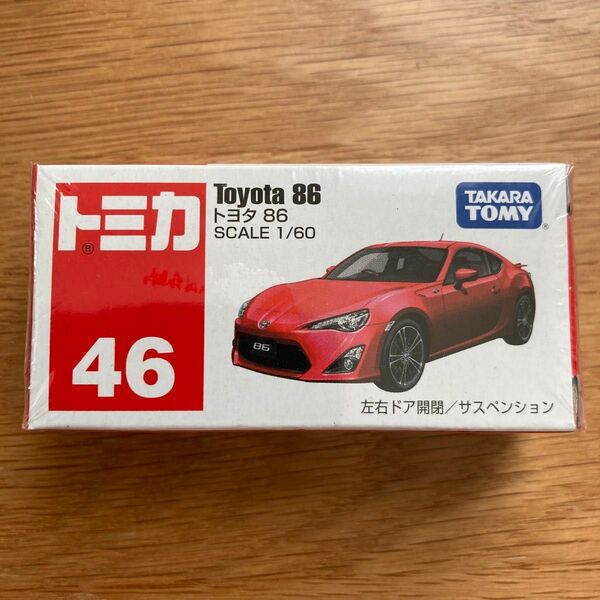 トミカ
®
46
Toyota 86
トヨタ 86
SCALE 1/60
TAKARA
TOMY
®
86
左右ドア開閉／サスペンション